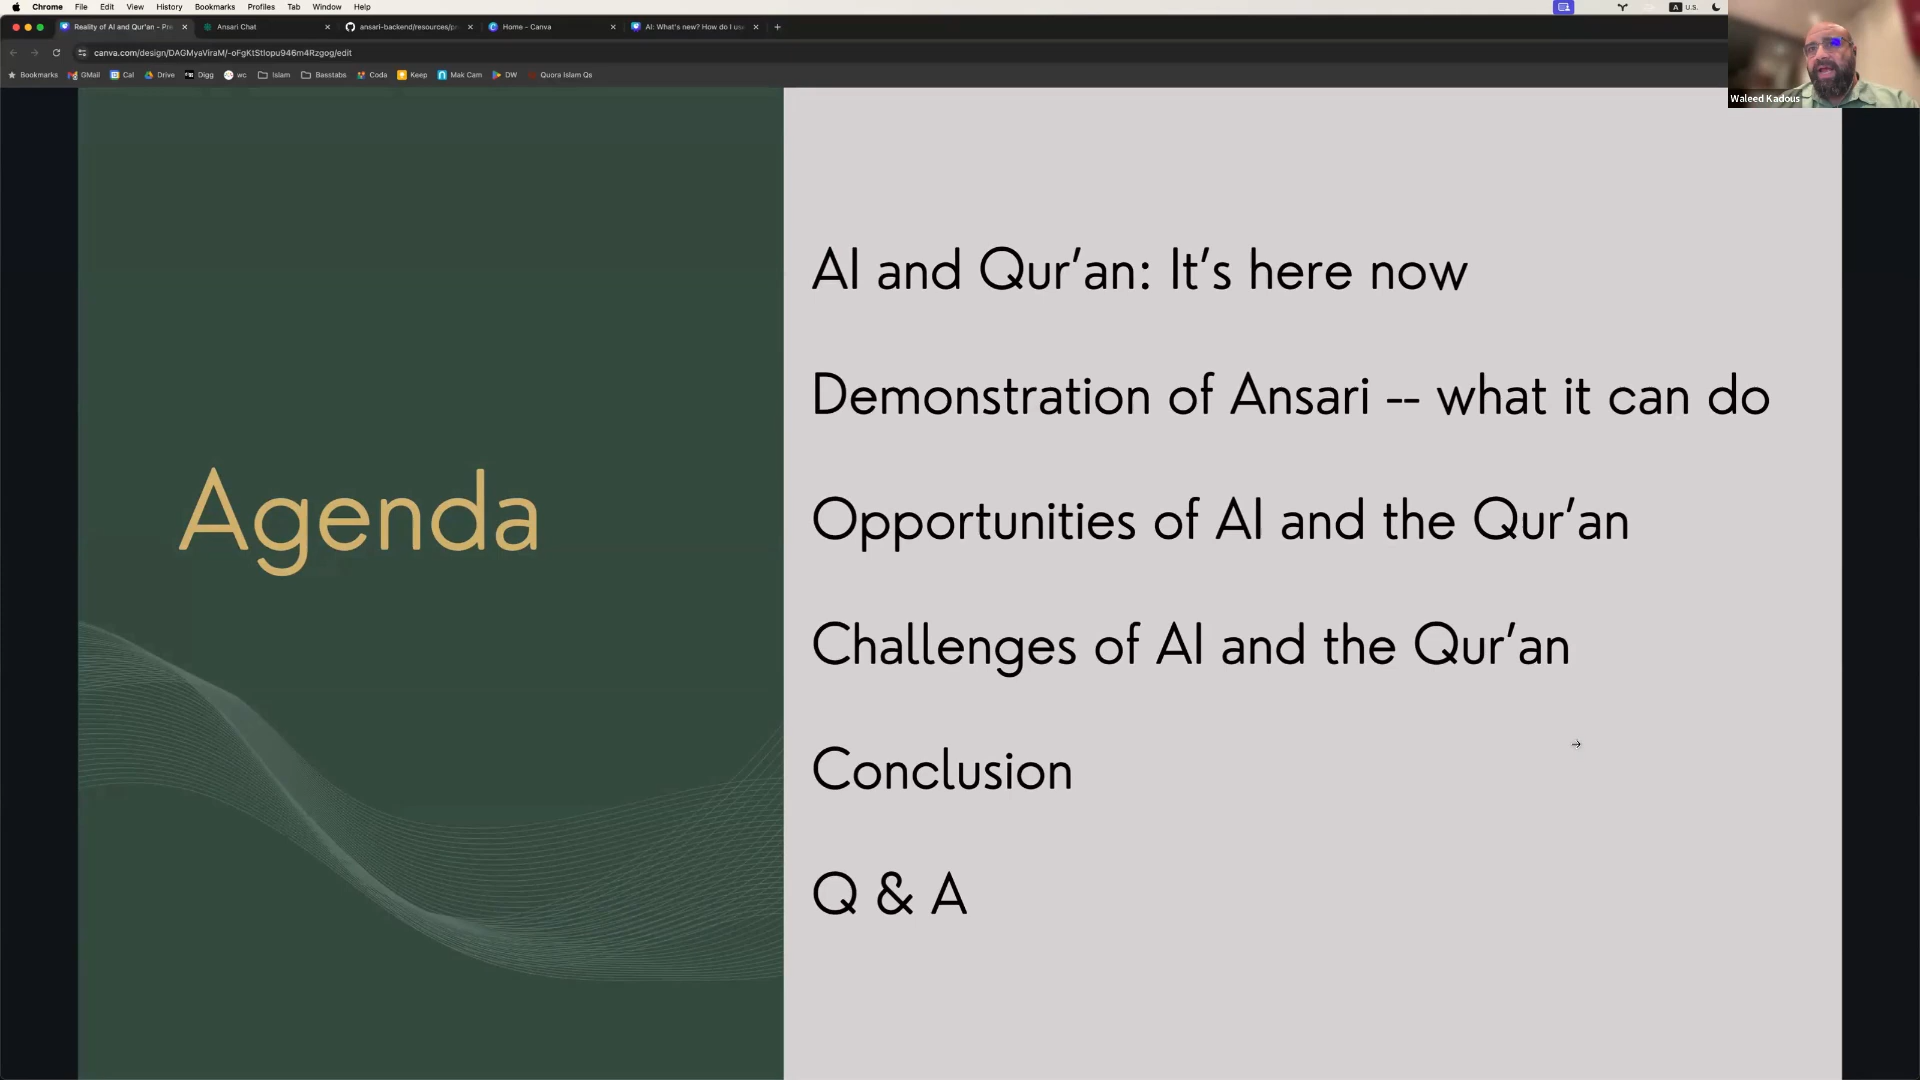 Chrome File Edit View History Bookmarks Profiles Tab Window Help U.S.
Reality of AI and Qur'an - Pre Ansari Chat ansari-backend/resources/p Home - Canva AI: What's new? How do I us
canva.com/design/DAGMyaViraM/-oFgKtStIopu946m4Rzgog/edit
Bookmarks GMail Cal Drive Digg wc Islam Basstabs Coda Keep Mak Cam DW Quora Islam Qs
Waleed Kadous
Agenda
AI and Qur'an: It's here now
Demonstration of Ansari -- what it can do
Opportunities of AI and the Qur'an
Challenges of AI and the Qur'an
Conclusion
Q & A